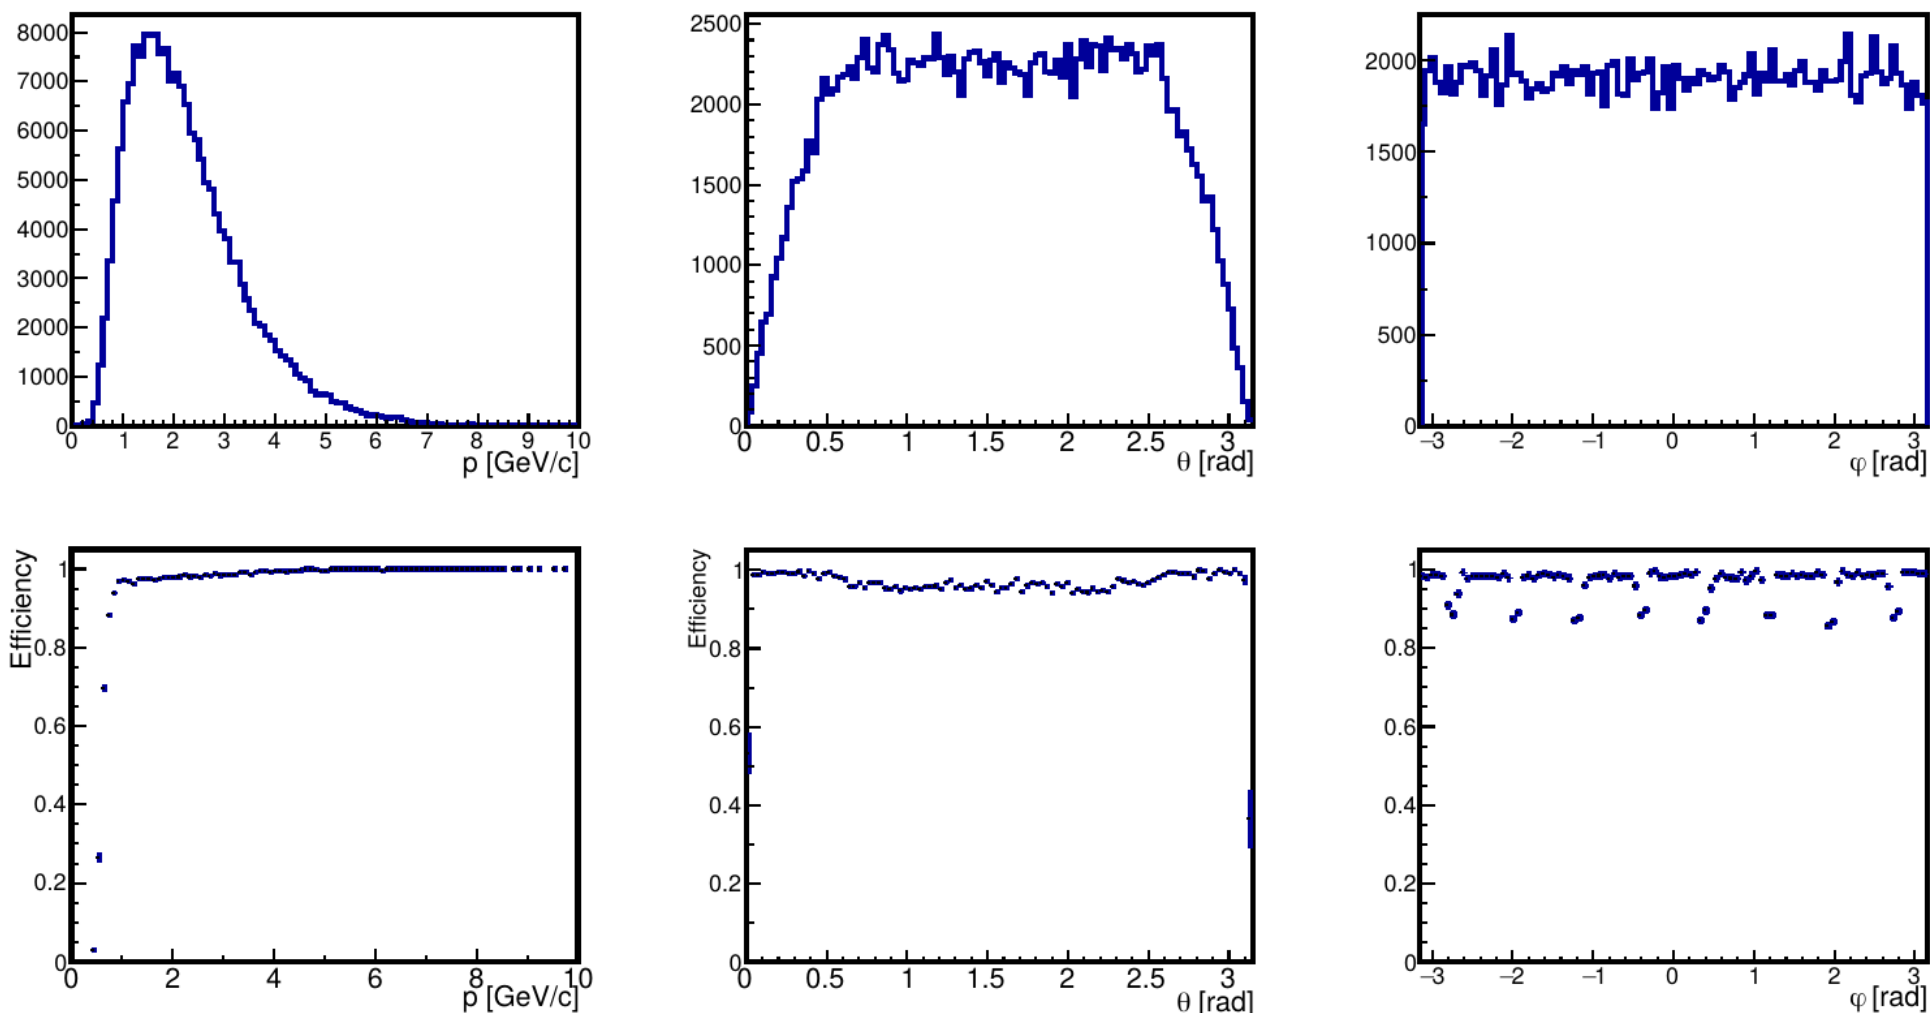 8000
7000
6000
5000
4000
3000
2000
1000
0
0 1 2 3 4 5 6 7 8 9 10
p [GeV/c]
2500
2000
1500
1000
500
0
0 0.5 1 1.5 2 2.5 3
θ [rad]
2000
1500
1000
500
0
−3 −2 −1 0 1 2 3
φ [rad]
Efficiency
1
0.8
0.6
0.4
0.2
0
0 2 4 6 8 10
p [GeV/c]
Efficiency
1
0.8
0.6
0.4
0.2
0
0 0.5 1 1.5 2 2.5 3
θ [rad]
1
0.8
0.6
0.4
0.2
0
−3 −2 −1 0 1 2 3
φ [rad]